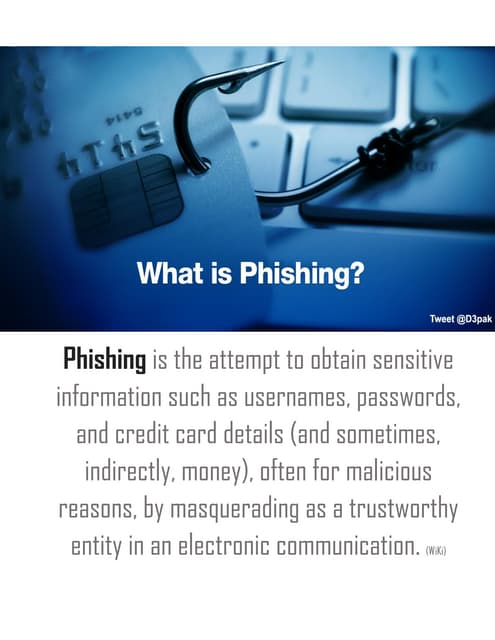 5414
5414
What is Phishing?
Tweet @D3pak
Phishing is the attempt to obtain sensitive
information such as usernames, passwords,
and credit card details (and sometimes,
indirectly, money), often for malicious
reasons, by masquerading as a trustworthy
entity in an electronic communication. (WiKi)